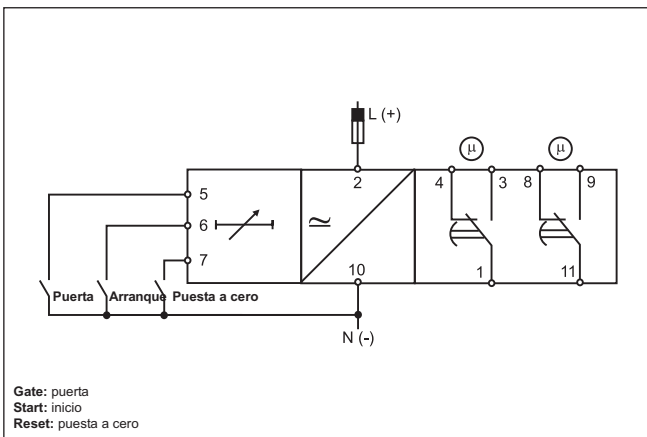 L (+)
μ μ
2 4 3 8 9
5
6
≃
7
10 1 11
Puerta Arranque Puesta a cero
N (-)
Gate: puerta
Start: inicio
Reset: puesta a cero